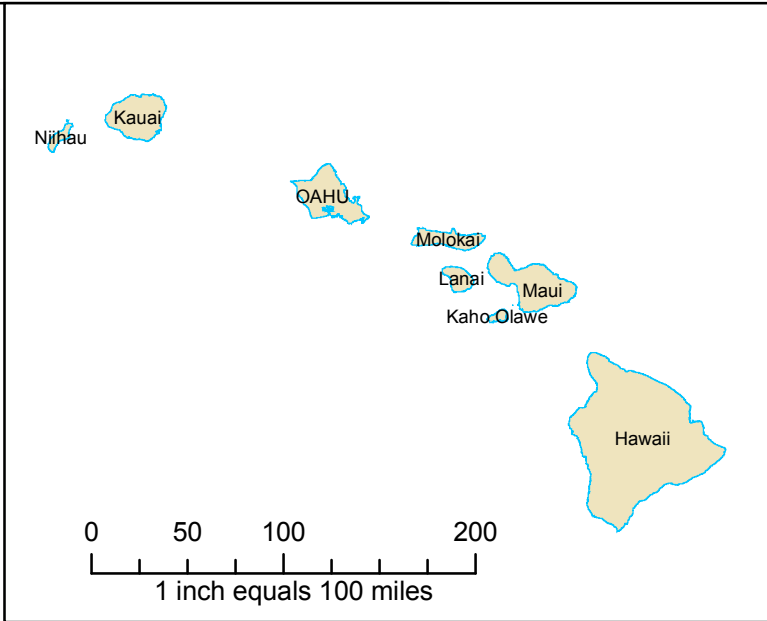 Kauai
Niihau
OAHU
Molokai
Lanai
Maui
Kaho Olawe
Hawaii
0 50 100 200
1 inch equals 100 miles